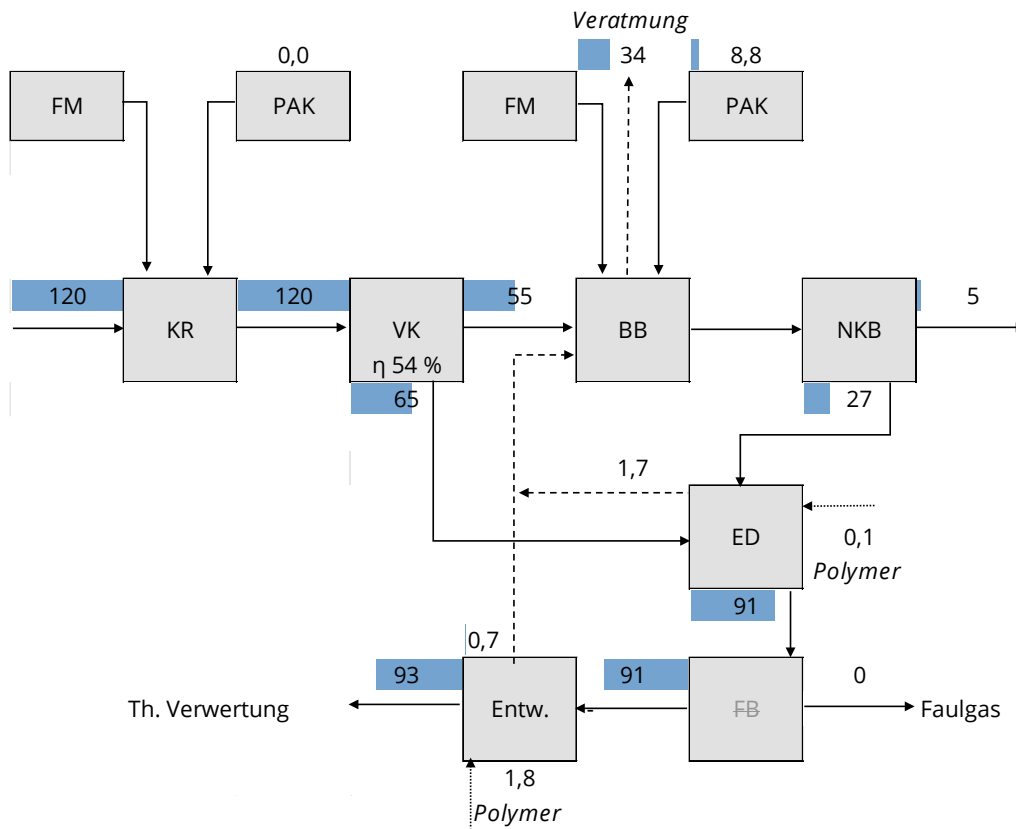 Veratmung
0,0
34
8,8
FM
PAK
FM
PAK
120
120
55
5
KR
VK
BB
NKB
η 54 %
65
27
1,7
ED
0,1
Polymer
91
0,7
93
91
0
Th. Verwertung
Entw.
FB
Faulgas
1,8
Polymer